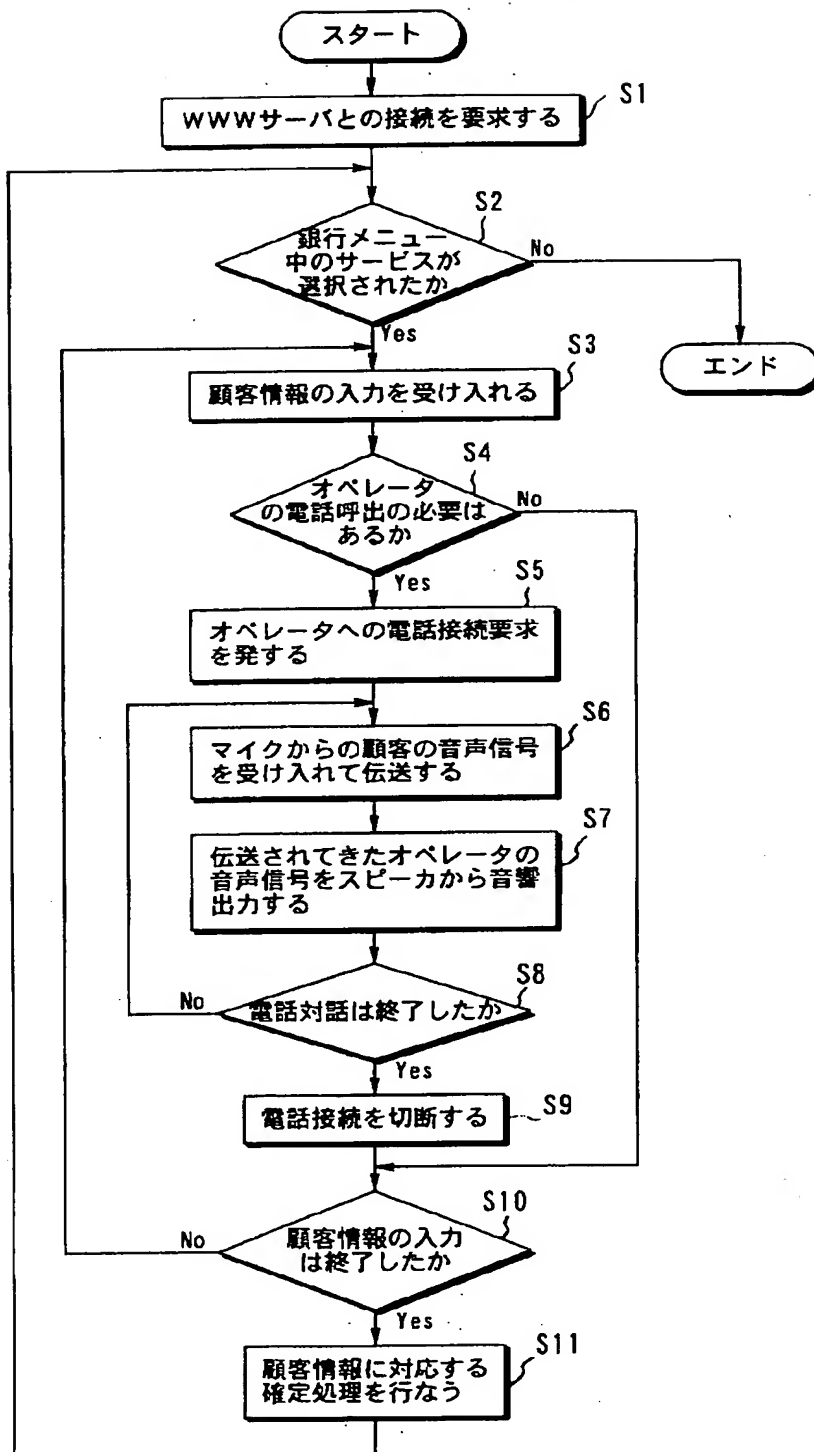 スタート
S1
WWWサーバとの接続を要求する
S2
銀行メニュー
中のサービスが
選択されたか
No
Yes
エンド
S3
顧客情報の入力を受け入れる
S4
オペレータ
の電話呼出の必要は
あるか
No
Yes
S5
オペレータへの電話接続要求
を発する
S6
マイクからの顧客の音声信号
を受け入れて伝送する
S7
伝送されてきたオペレータの
音声信号をスピーカから音響
出力する
S8
電話対話は終了したか
No
Yes
S9
電話接続を切断する
S10
顧客情報の入力
は終了したか
No
Yes
S11
顧客情報に対応する
確定処理を行なう